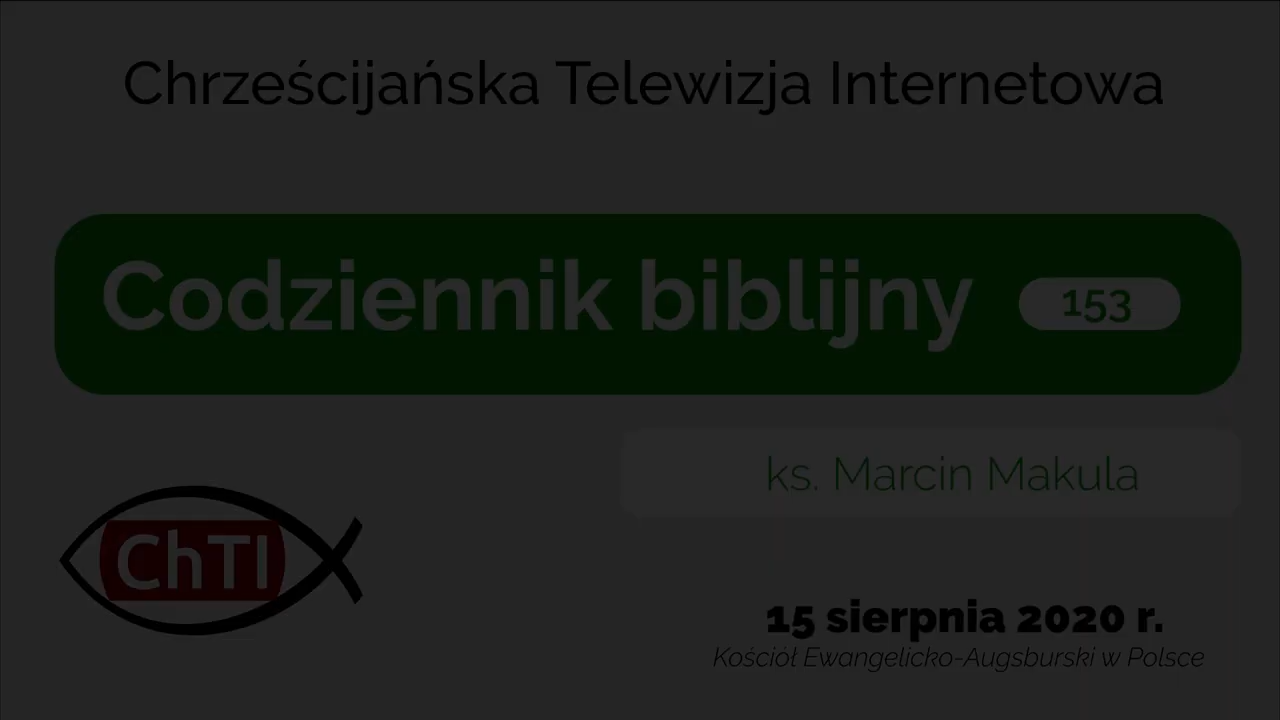 Chrześcijańska Telewizja Internetowa
Codziennik biblijny 153
ks. Marcin Makula
ChTI
15 sierpnia 2020 r.
Kościół Ewangelicko-Augsburski w Polsce